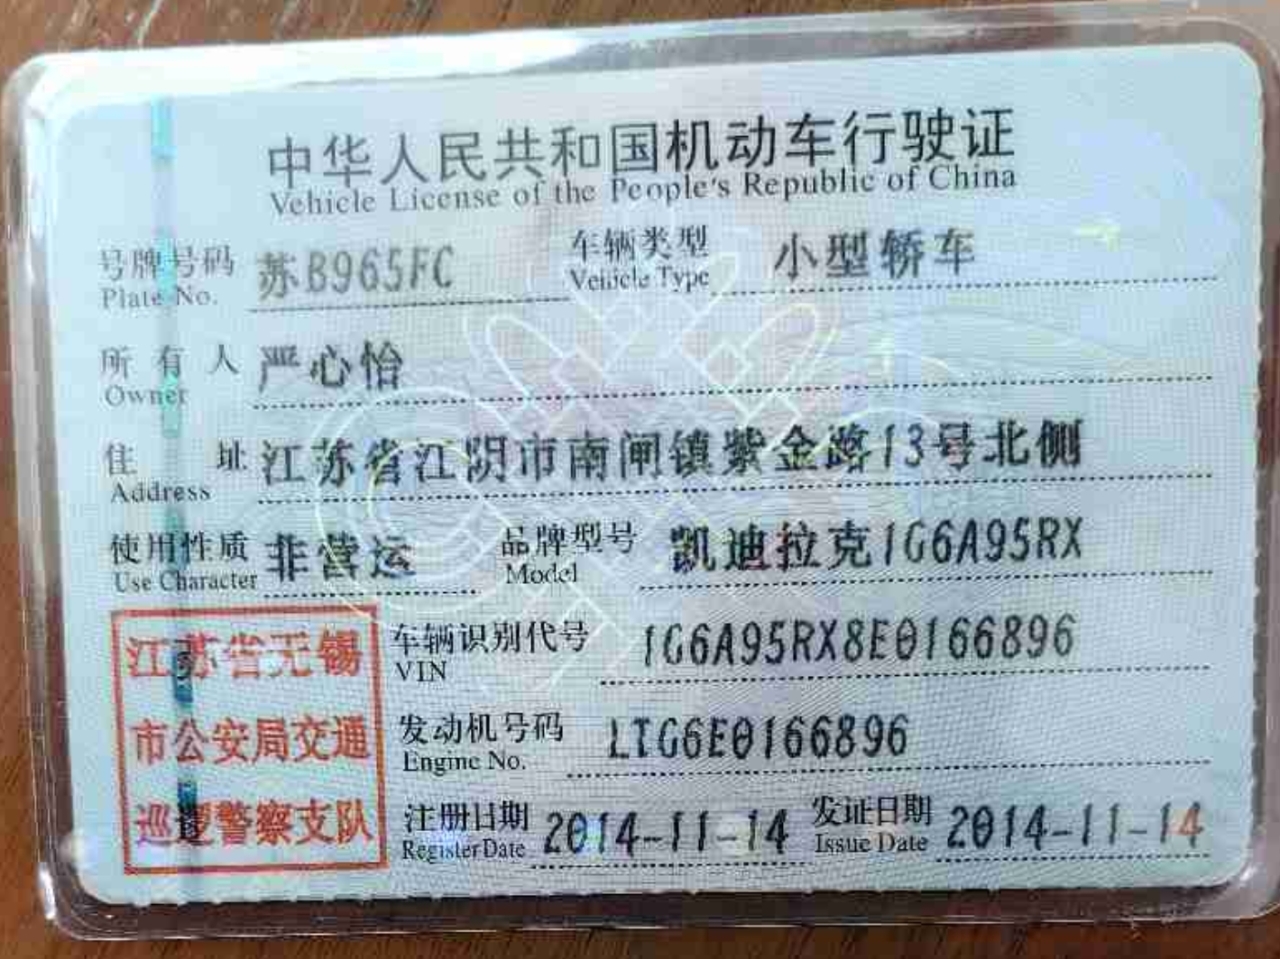 中华人民共和国机动车行驶证
Vehicle License of the People's Republic of China
号牌号码 苏B965FC 车辆类型 小型轿车
Plate No. Vehicle Type
所有人 严心怡
Owner
住址 江苏省江阴市南闸镇紫金路13号北侧
Address
使用性质 非营运 品牌型号 凯迪拉克1G6A95RX
Use Character Model
江苏省无锡
市公安局交通
巡逻警察支队
车辆识别代号 1G6A95RX8E0166896
VIN
发动机号码 LTG6E0166896
Engine No.
注册日期 2014-11-14 发证日期 2014-11-14
Register Date Issue Date